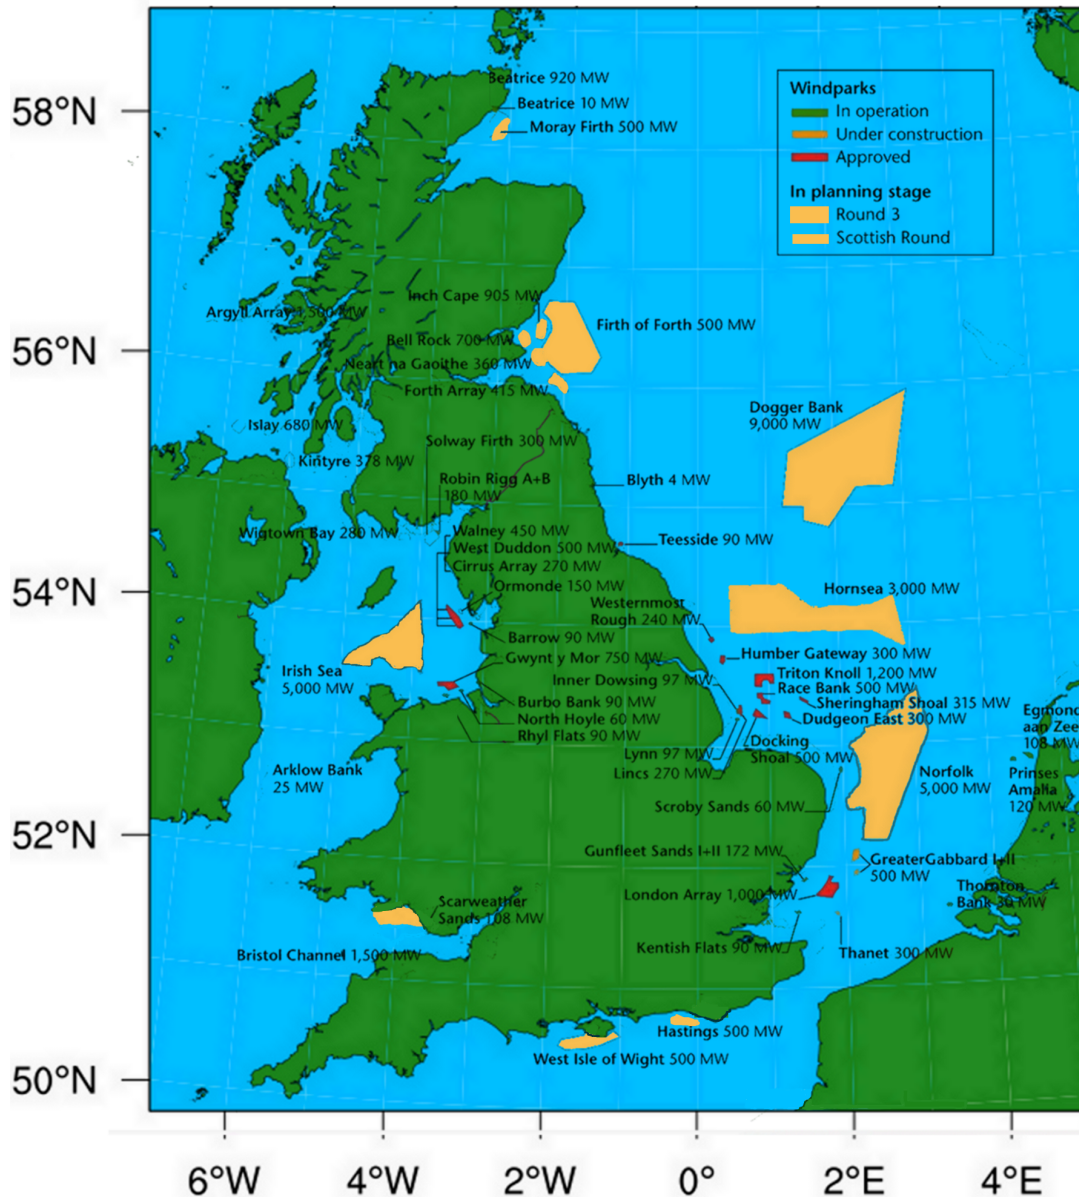 58°N
56°N
54°N
52°N
50°N
6°W
4°W
2°W
0°
2°E
4°E
Windparks
In operation
Under construction
Approved
In planning stage
Round 3
Scottish Round
Beatrice 920 MW
Beatrice 10 MW
Moray Firth 500 MW
Inch Cape 905 MW
Argyll Array 1,500 MW
Firth of Forth 500 MW
Bell Rock 700 MW
Neart na Gaoithe 360 MW
Forth Array 415 MW
Dogger Bank
9,000 MW
Islay 680 MW
Solway Firth 300 MW
Kintyre 378 MW
Robin Rigg A+B
180 MW
Blyth 4 MW
Wigtown Bay 280 MW
Walney 450 MW
West Duddon 500 MW
Cirrus Array 270 MW
Teesside 90 MW
Ormonde 150 MW
Hornsea 3,000 MW
Westernmost
Rough 240 MW
Barrow 90 MW
Gwynt y Mor 750 MW
Humber Gateway 300 MW
Irish Sea
5,000 MW
Inner Dowsing 97 MW
Triton Knoll 1,200 MW
Race Bank 500 MW
Sheringham Shoal 315 MW
Burbo Bank 90 MW
North Hoyle 60 MW
Rhyl Flats 90 MW
Dudgeon East 300 MW
Egmond
aan Zee
108 MW
Lynn 97 MW
Docking
Shoal 500 MW
Lincs 270 MW
Arklow Bank
25 MW
Norfolk
5,000 MW
Prinses
Amalia
120 MW
Scroby Sands 60 MW
Gunfleet Sands I+II 172 MW
GreaterGabbard I+II
500 MW
London Array 1,000 MW
Thornton
Bank 30 MW
Scarweather
Sands 108 MW
Kentish Flats 90 MW
Thanet 300 MW
Bristol Channel 1,500 MW
Hastings 500 MW
West Isle of Wight 500 MW